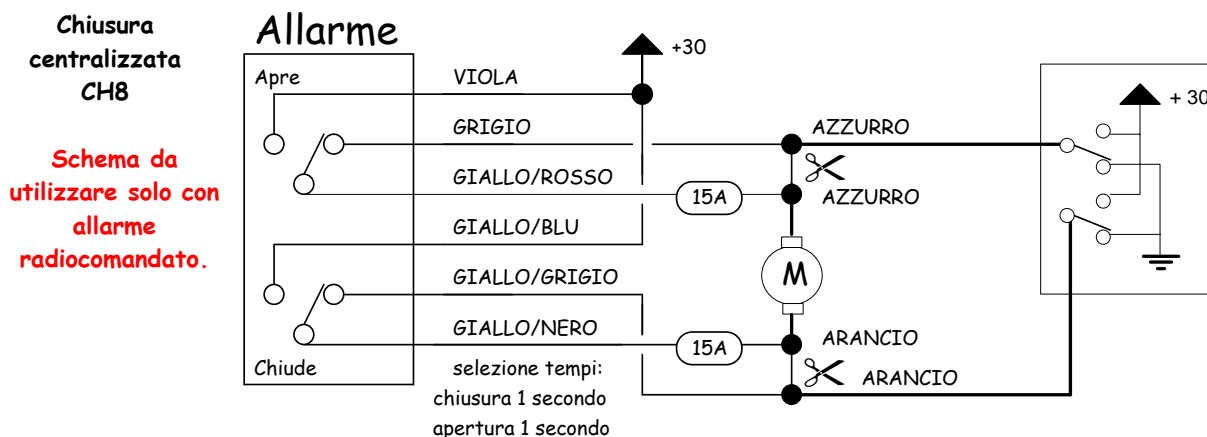 Chiusura
centralizzata
CH8
Schema da
utilizzare solo con
allarme
radiocomandato.
Allarme
Apre
Chiude
VIOLA
GRIGIO
GIALLO/ROSSO
GIALLO/BLU
GIALLO/GRIGIO
GIALLO/NERO
selezione tempi:
chiusura 1 secondo
apertura 1 secondo
+30
15A
15A
AZZURRO
AZZURRO
M
ARANCIO
ARANCIO
+ 30